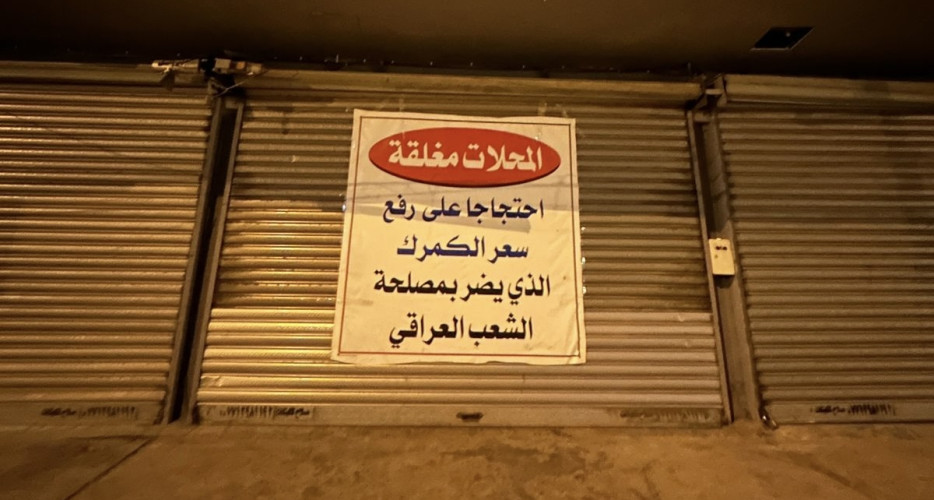 المحلات مغلقة
احتجاجا على رفع
سعر الكمرك
الذي يضر بمصلحة
الشعب العراقي